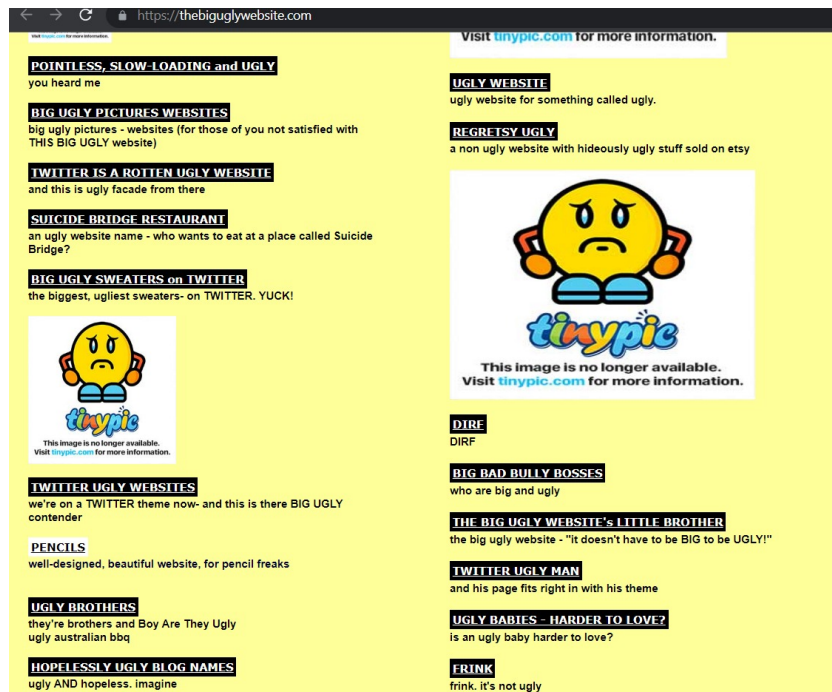 https://thebiguglywebsite.com
Visit tinypic.com for more information.
POINTLESS, SLOW-LOADING and UGLY
you heard me
BIG UGLY PICTURES WEBSITES
big ugly pictures - websites (for those of you not satisfied with
THIS BIG UGLY website)
TWITTER IS A ROTTEN UGLY WEBSITE
and this is ugly facade from there
SUICIDE BRIDGE RESTAURANT
an ugly website name - who wants to eat at a place called Suicide
Bridge?
BIG UGLY SWEATERS on TWITTER
the biggest, ugliest sweaters- on TWITTER. YUCK!
tinypic
This image is no longer available.
Visit tinypic.com for more information.
TWITTER UGLY WEBSITES
we're on a TWITTER theme now- and this is there BIG UGLY
contender
PENCILS
well-designed, beautiful website, for pencil freaks
UGLY BROTHERS
they're brothers and Boy Are They Ugly
ugly australian bbq
HOPELESSLY UGLY BLOG NAMES
ugly AND hopeless. imagine
Visit tinypic.com for more information.
UGLY WEBSITE
ugly website for something called ugly.
REGRETSY UGLY
a non ugly website with hideously ugly stuff sold on etsy
tinypic
This image is no longer available.
Visit tinypic.com for more information.
DIRF
DIRF
BIG BAD BULLY BOSSES
who are big and ugly
THE BIG UGLY WEBSITE's LITTLE BROTHER
the big ugly website - "it doesn't have to be BIG to be UGLY!"
TWITTER UGLY MAN
and his page fits right in with his theme
UGLY BABIES - HARDER TO LOVE?
is an ugly baby harder to love?
FRINK
frink. it's not ugly